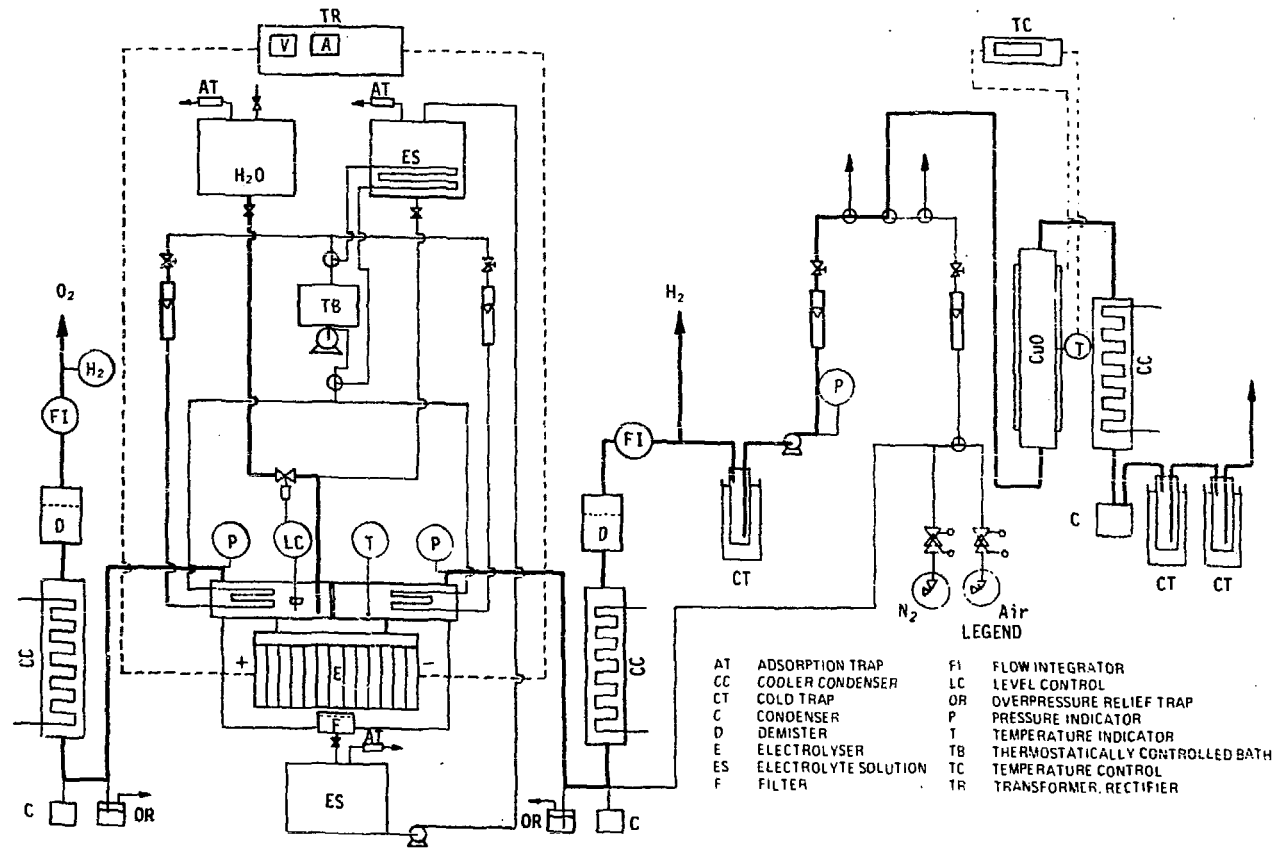 TR
V A
TC
AT
AT
H₂O
ES
O₂
H₂
TB
H₂
FI
P
CuO
T
CC
FI
D
P
LC
T
P
D
C
CT
CT
CT
N₂
Air
CC
+
E
−
CC
F
AT
ES
C
OR
OR
C
LEGEND
AT ADSORPTION TRAP
CC COOLER CONDENSER
CT COLD TRAP
C CONDENSER
D DEMISTER
E ELECTROLYSER
ES ELECTROLYTE SOLUTION
F FILTER
FI FLOW INTEGRATOR
LC LEVEL CONTROL
OR OVERPRESSURE RELIEF TRAP
P PRESSURE INDICATOR
T TEMPERATURE INDICATOR
TB THERMOSTATICALLY CONTROLLED BATH
TC TEMPERATURE CONTROL
TR TRANSFORMER, RECTIFIER